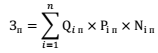 Зп = ∑ⁿᵢ₌₁ Qiп × Piп × Niп